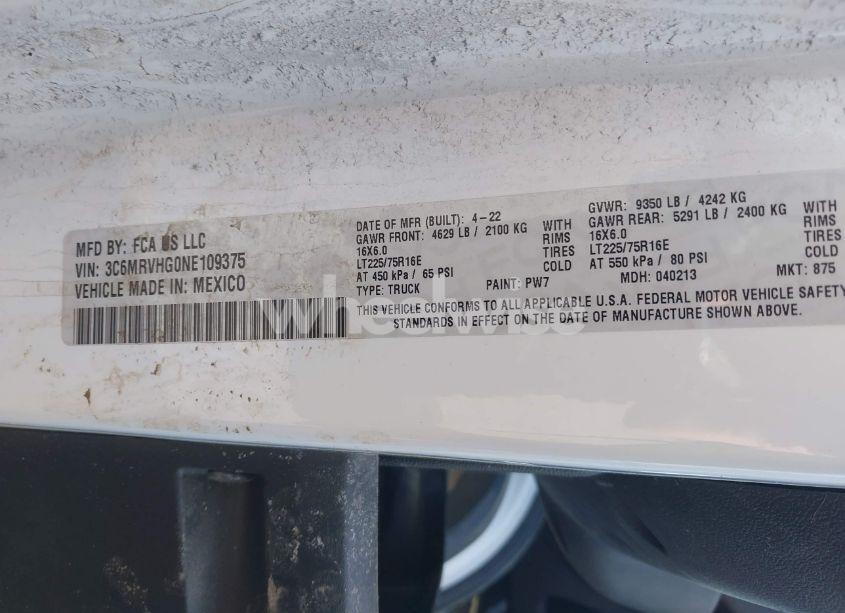 MFD BY: FCA US LLC
VIN: 3C6MRVHG0NE109375
VEHICLE MADE IN: MEXICO
DATE OF MFR (BUILT): 4-22
GAWR FRONT: 4629 LB / 2100 KG WITH
16X6.0 RIMS
LT225/75R16E TIRES
AT 450 kPa / 65 PSI COLD
TYPE: TRUCK PAINT: PW7
GVWR: 9350 LB / 4242 KG
GAWR REAR: 5291 LB / 2400 KG WITH
16X6.0 RIMS
LT225/75R16E TIRES
AT 550 kPa / 80 PSI COLD
MDH: 040213 MKT: 875
THIS VEHICLE CONFORMS TO ALL APPLICABLE U.S.A. FEDERAL MOTOR VEHICLE SAFETY
STANDARDS IN EFFECT ON THE DATE OF MANUFACTURE SHOWN ABOVE.
wheelwise